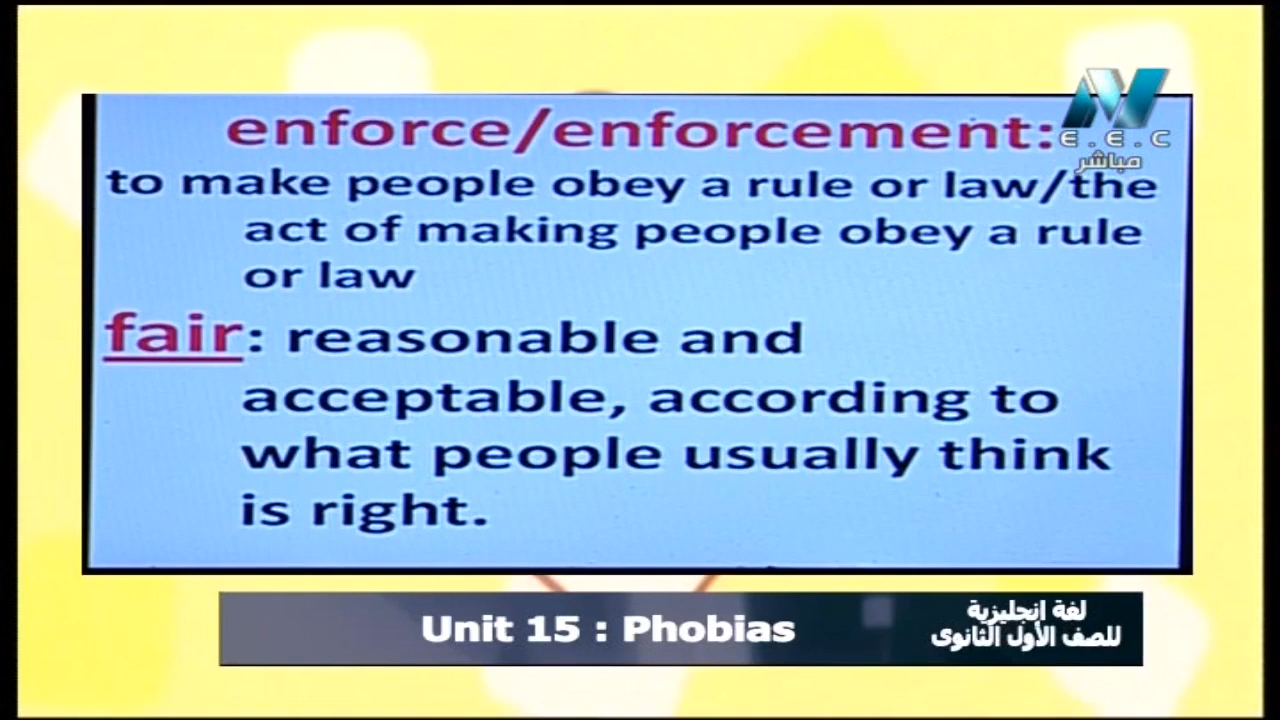 E.E.C
مباشر
enforce/enforcement:
to make people obey a rule or law/the
act of making people obey a rule
or law
fair: reasonable and
acceptable, according to
what people usually think
is right.
Unit 15 : Phobias
لغة إنجليزية
للصف الأول الثانوى